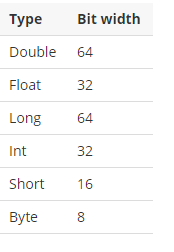 Type Bit width
Double 64
Float 32
Long 64
Int 32
Short 16
Byte 8